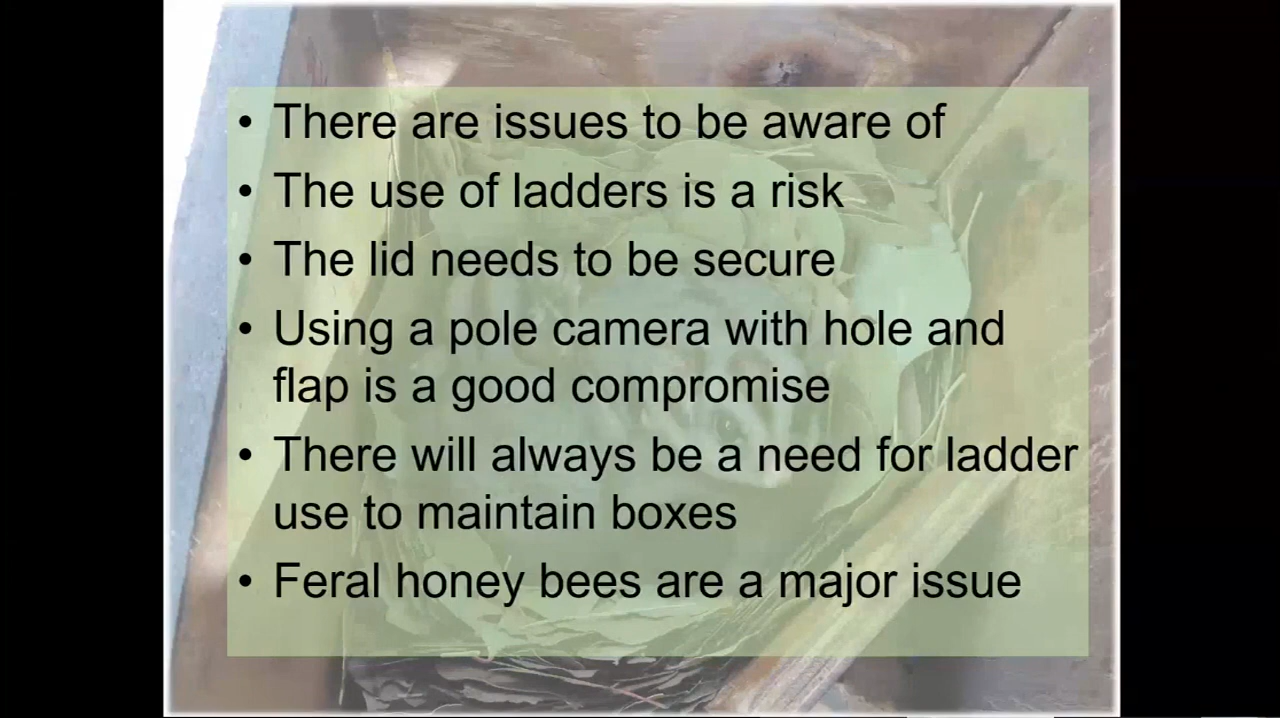 • There are issues to be aware of
• The use of ladders is a risk
• The lid needs to be secure
• Using a pole camera with hole and
flap is a good compromise
• There will always be a need for ladder
use to maintain boxes
• Feral honey bees are a major issue